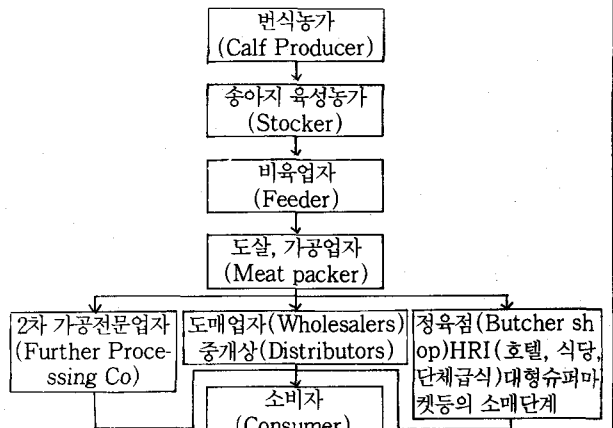 번식농가
(Calf Producer)
송아지 육성농가
(Stocker)
비육업자
(Feeder)
도살, 가공업자
(Meat packer)
2차 가공전문업자
(Further Proce-
ssing Co)
도매업자(Wholesalers)
중개상(Distributors)
정육점(Butcher sh
op)HRI(호텔, 식당,
단체급식)대형슈퍼마
켓등의 소매단계
소비자
(Consumer)